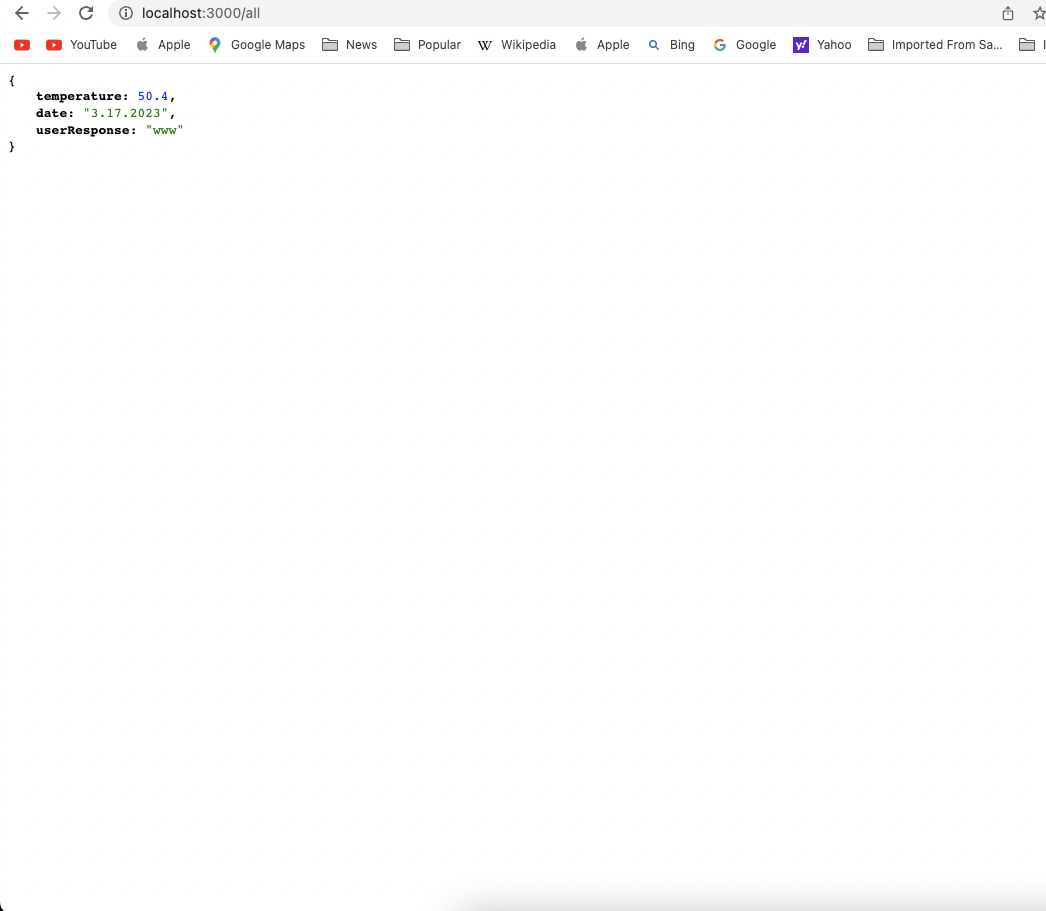 localhost:3000/all
YouTube Apple Google Maps News Popular W Wikipedia Apple Bing G Google y! Yahoo Imported From Sa...
{
temperature: 50.4,
date: "3.17.2023",
userResponse: "www"
}